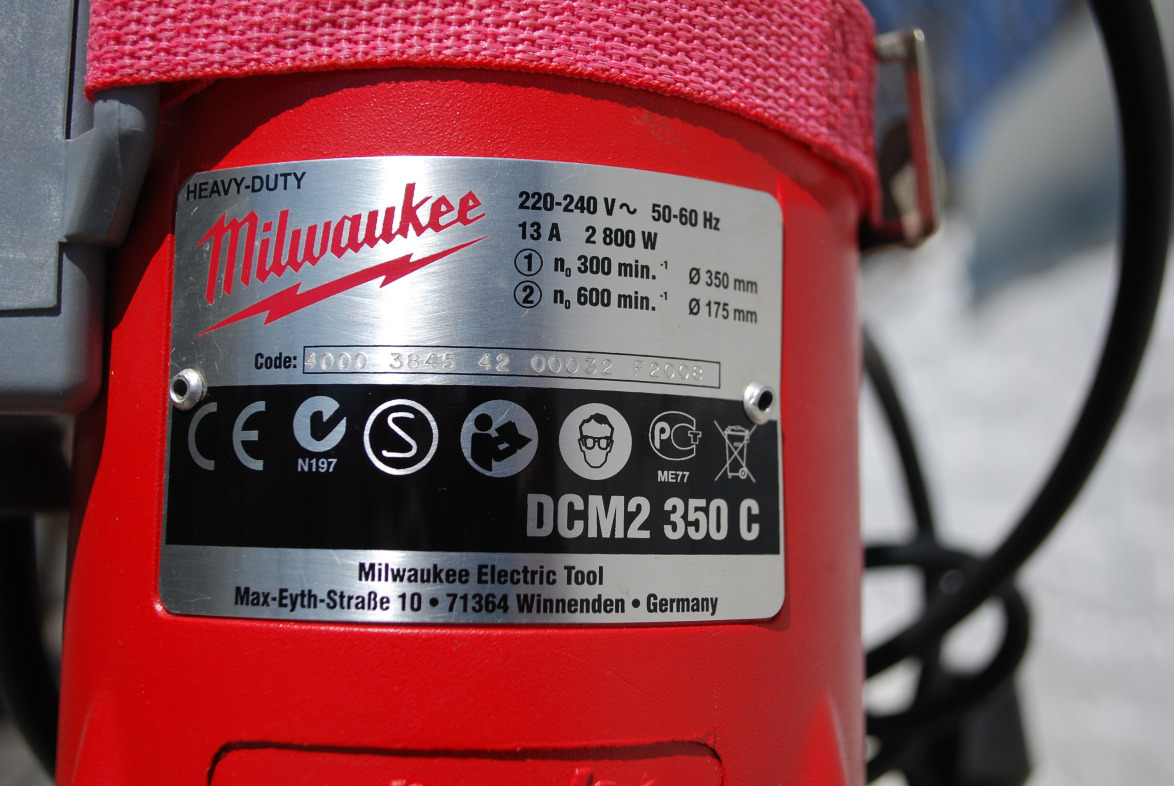 HEAVY-DUTY
Milwaukee
220-240 V~ 50-60 Hz
13 A 2 800 W
① n₀ 300 min.⁻¹ Ø 350 mm
② n₀ 600 min.⁻¹ Ø 175 mm
Code: 4000 3845 42 00032 F2008
CE
N197
S
PCT
ME77
DCM2 350 C
Milwaukee Electric Tool
Max-Eyth-Straße 10 • 71364 Winnenden • Germany